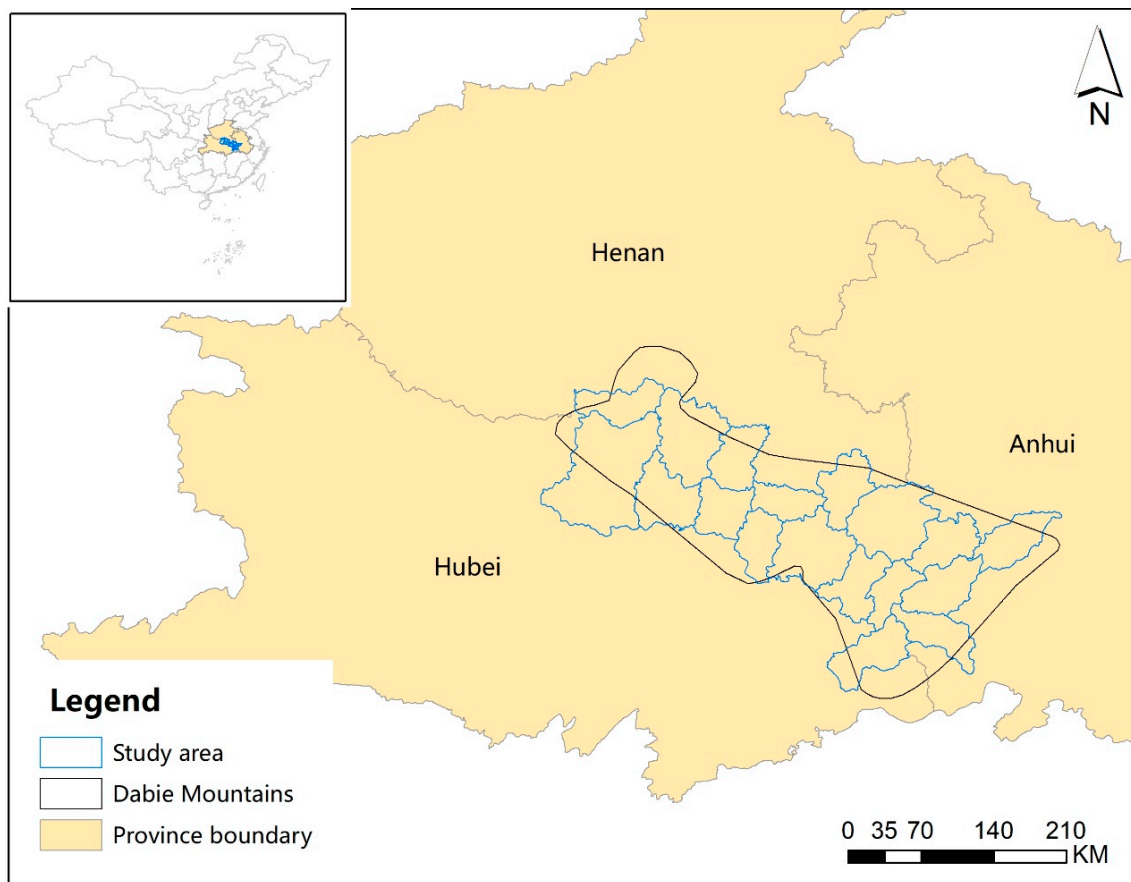 N
Henan
Anhui
Hubei
Legend
Study area
Dabie Mountains
Province boundary
0 35 70 140 210
KM